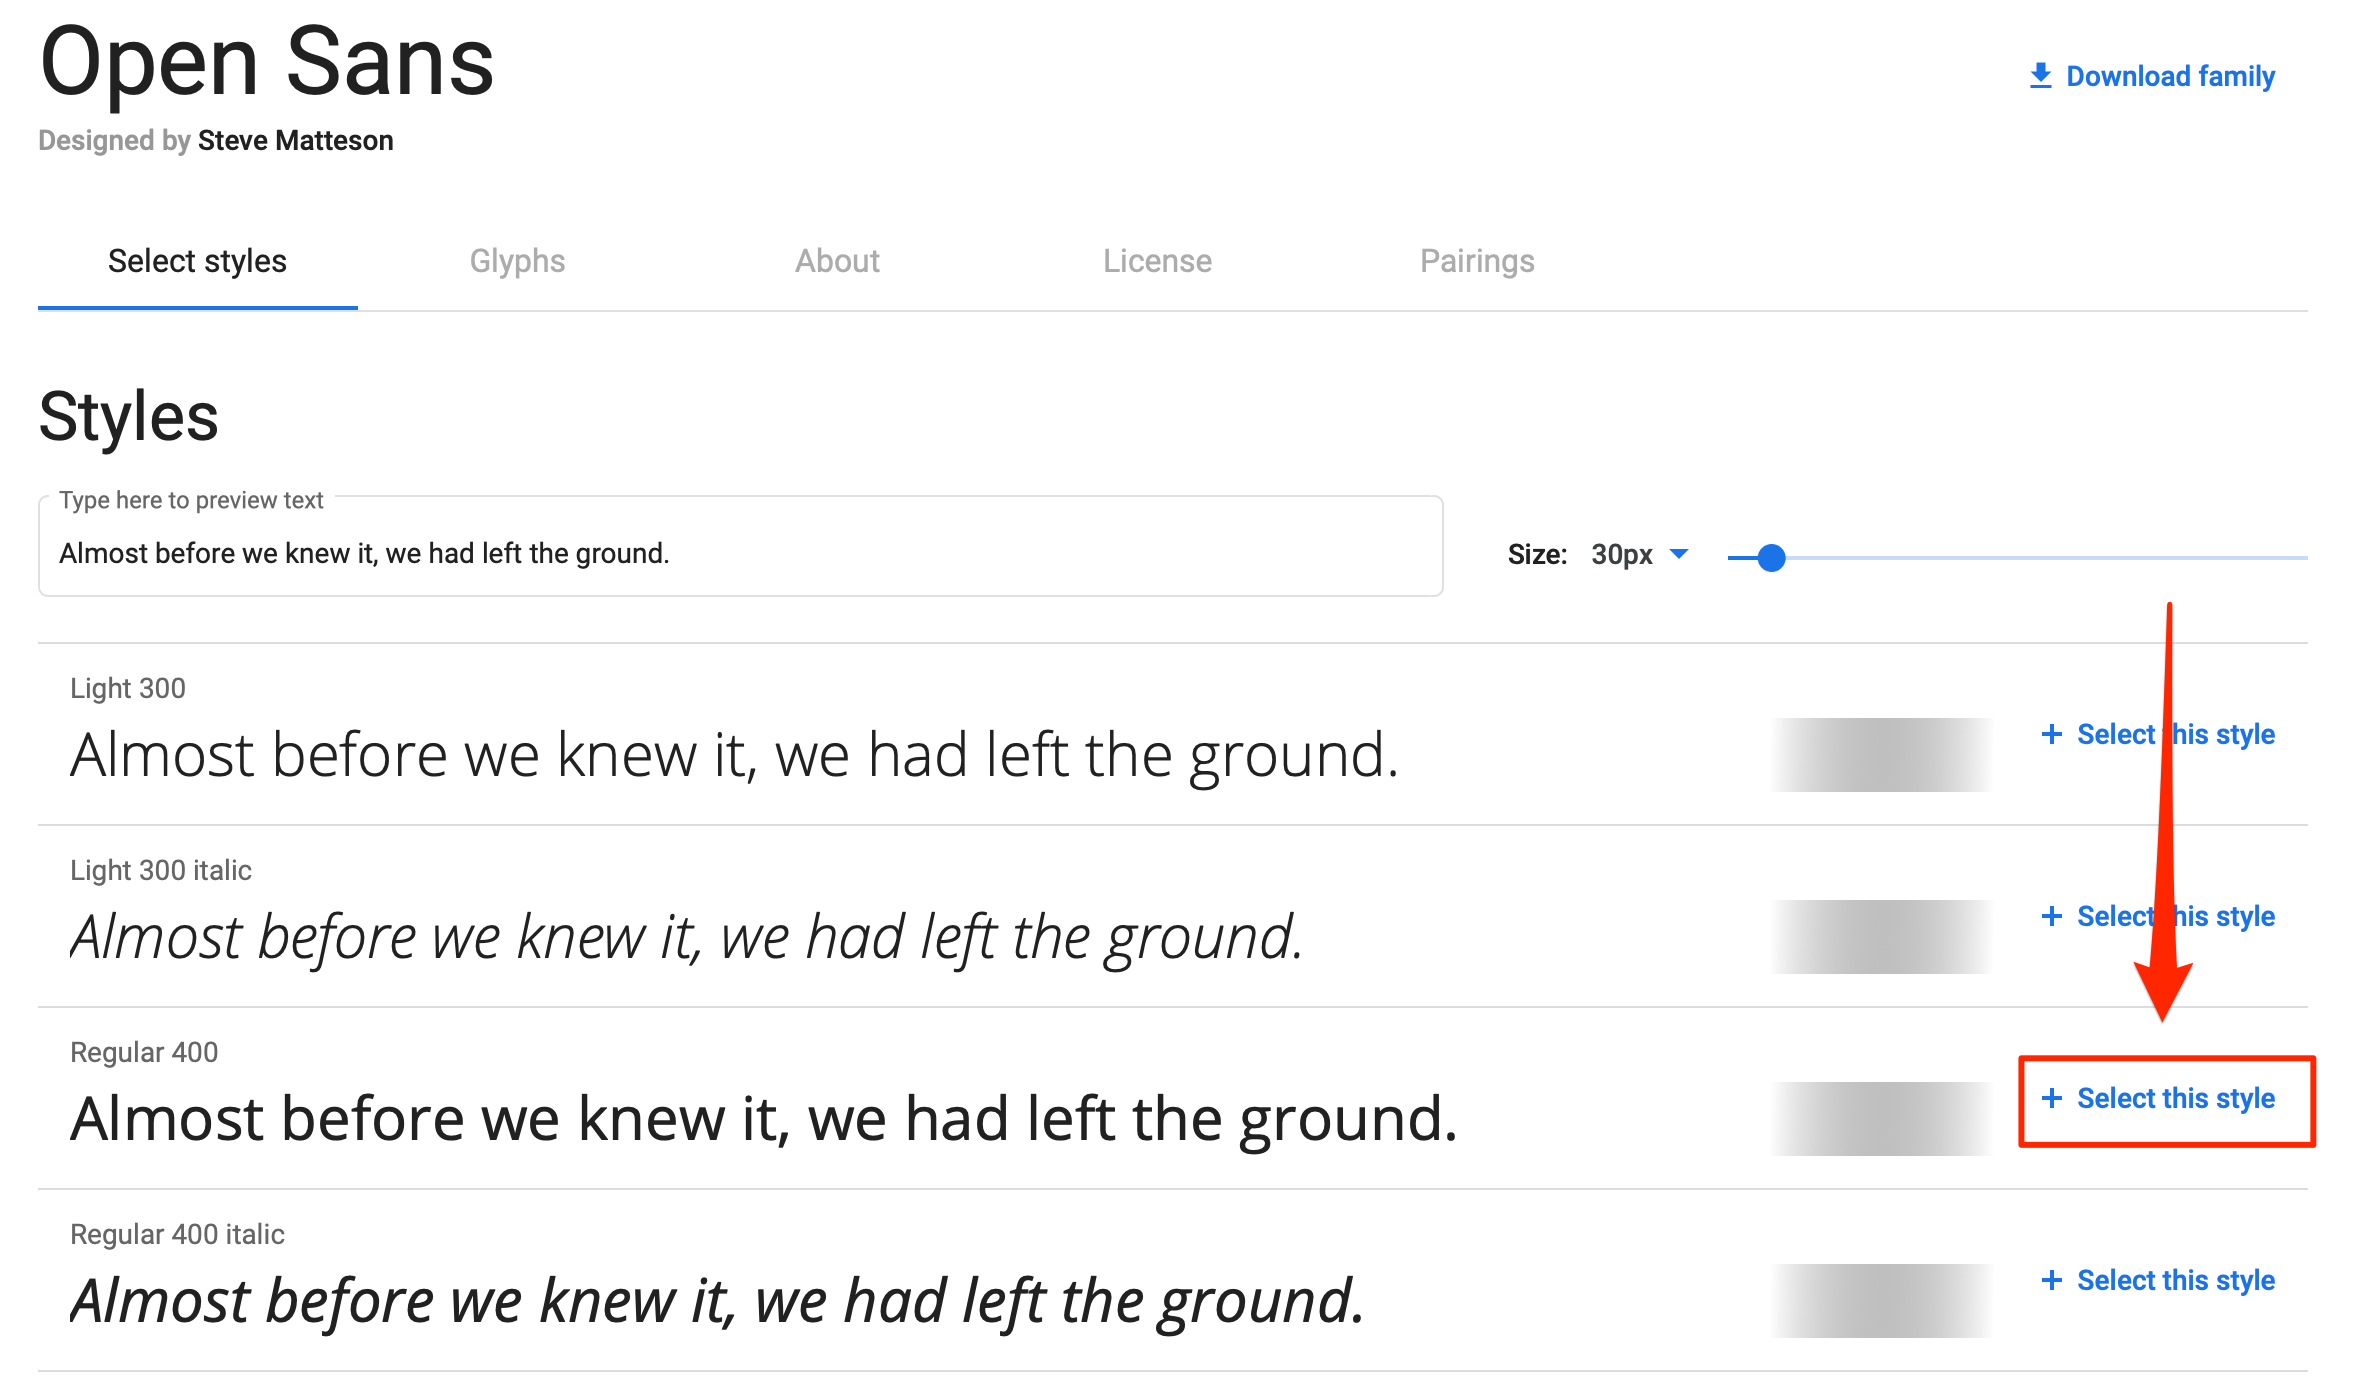 Open Sans
Download family
Designed by Steve Matteson
Select styles Glyphs About License Pairings
Styles
Type here to preview text
Almost before we knew it, we had left the ground.
Size: 30px
Light 300
Almost before we knew it, we had left the ground.
+ Select this style
Light 300 italic
Almost before we knew it, we had left the ground.
+ Select this style
Regular 400
Almost before we knew it, we had left the ground.
+ Select this style
Regular 400 italic
Almost before we knew it, we had left the ground.
+ Select this style